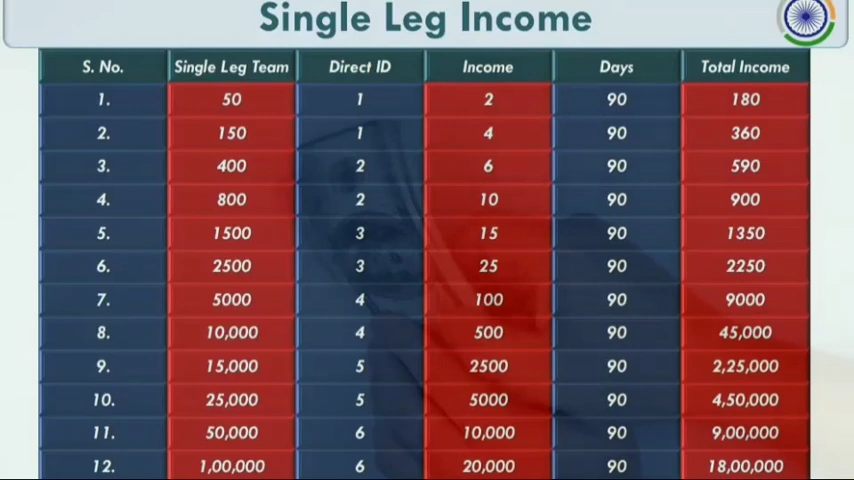 Single Leg Income
S. No. Single Leg Team Direct ID Income Days Total Income
1. 50 1 2 90 180
2. 150 1 4 90 360
3. 400 2 6 90 590
4. 800 2 10 90 900
5. 1500 3 15 90 1350
6. 2500 3 25 90 2250
7. 5000 4 100 90 9000
8. 10,000 4 500 90 45,000
9. 15,000 5 2500 90 2,25,000
10. 25,000 5 5000 90 4,50,000
11. 50,000 6 10,000 90 9,00,000
12. 1,00,000 6 20,000 90 18,00,000